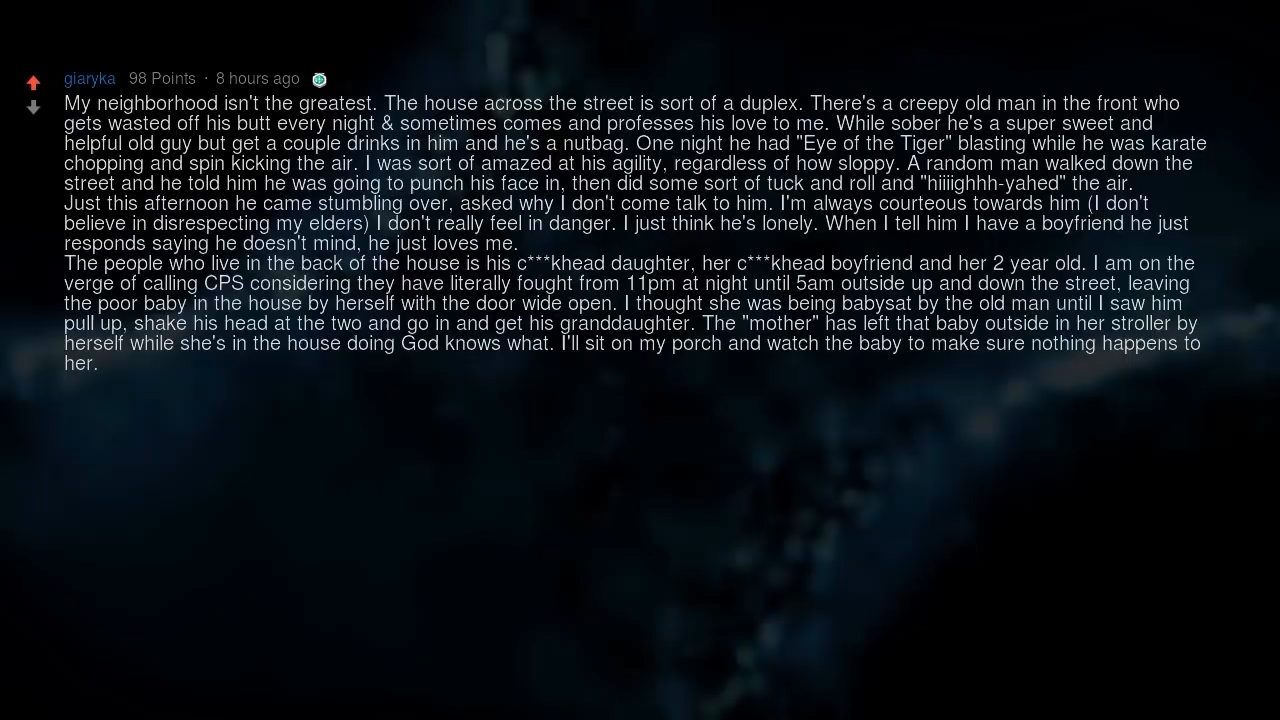 giaryka 98 Points · 8 hours ago
My neighborhood isn't the greatest. The house across the street is sort of a duplex. There's a creepy old man in the front who
gets wasted off his butt every night & sometimes comes and professes his love to me. While sober he's a super sweet and
helpful old guy but get a couple drinks in him and he's a nutbag. One night he had "Eye of the Tiger" blasting while he was karate
chopping and spin kicking the air. I was sort of amazed at his agility, regardless of how sloppy. A random man walked down the
street and he told him he was going to punch his face in, then did some sort of tuck and roll and "hiiiighhh-yahed" the air.
Just this afternoon he came stumbling over, asked why I don't come talk to him. I'm always courteous towards him (I don't
believe in disrespecting my elders) I don't really feel in danger. I just think he's lonely. When I tell him I have a boyfriend he just
responds saying he doesn't mind, he just loves me.
The people who live in the back of the house is his c***khead daughter, her c***khead boyfriend and her 2 year old. I am on the
verge of calling CPS considering they have literally fought from 11pm at night until 5am outside up and down the street, leaving
the poor baby in the house by herself with the door wide open. I thought she was being babysat by the old man until I saw him
pull up, shake his head at the two and go in and get his granddaughter. The "mother" has left that baby outside in her stroller by
herself while she's in the house doing God knows what. I'll sit on my porch and watch the baby to make sure nothing happens to
her.